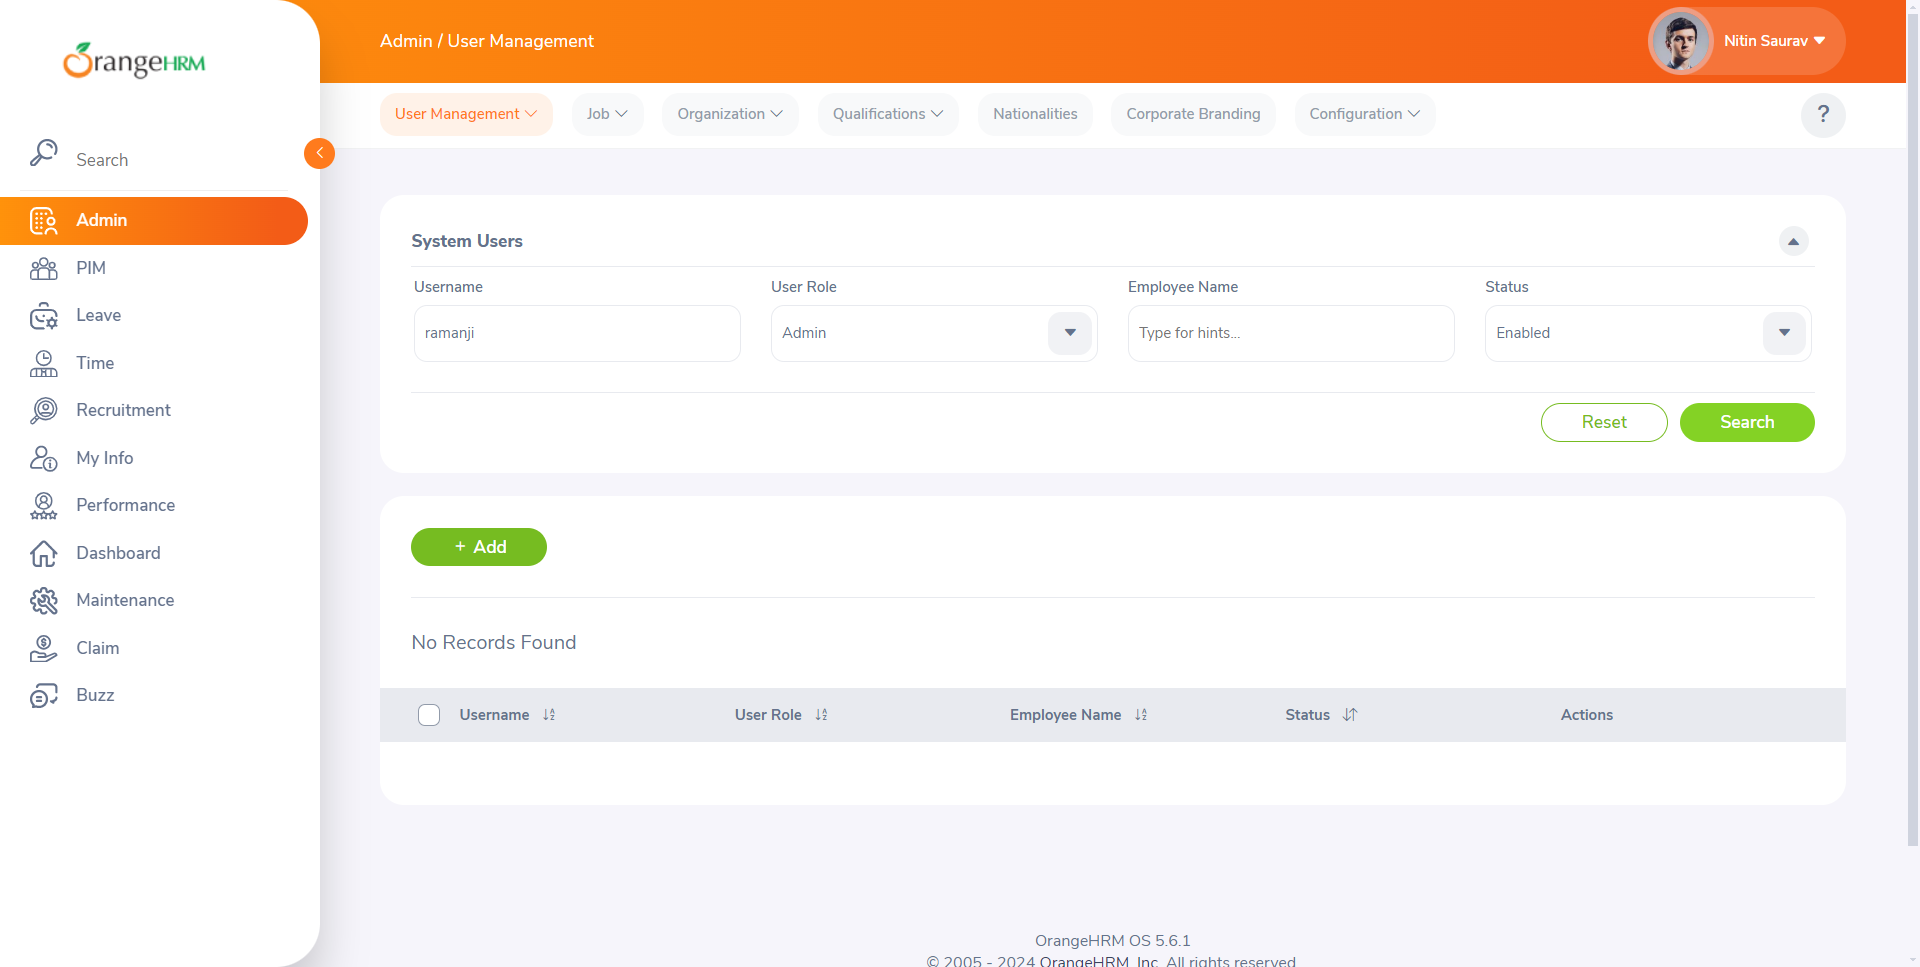 OrangeHRM
Admin / User Management
Nitin Saurav
User Management
Job
Organization
Qualifications
Nationalities
Corporate Branding
Configuration
?
Search
Admin
PIM
Leave
Time
Recruitment
My Info
Performance
Dashboard
Maintenance
Claim
Buzz
System Users
Username
User Role
Employee Name
Status
ramanji
Admin
Type for hints...
Enabled
Reset
Search
+ Add
No Records Found
Username
User Role
Employee Name
Status
Actions
OrangeHRM OS 5.6.1
© 2005 - 2024 OrangeHRM, Inc. All rights reserved